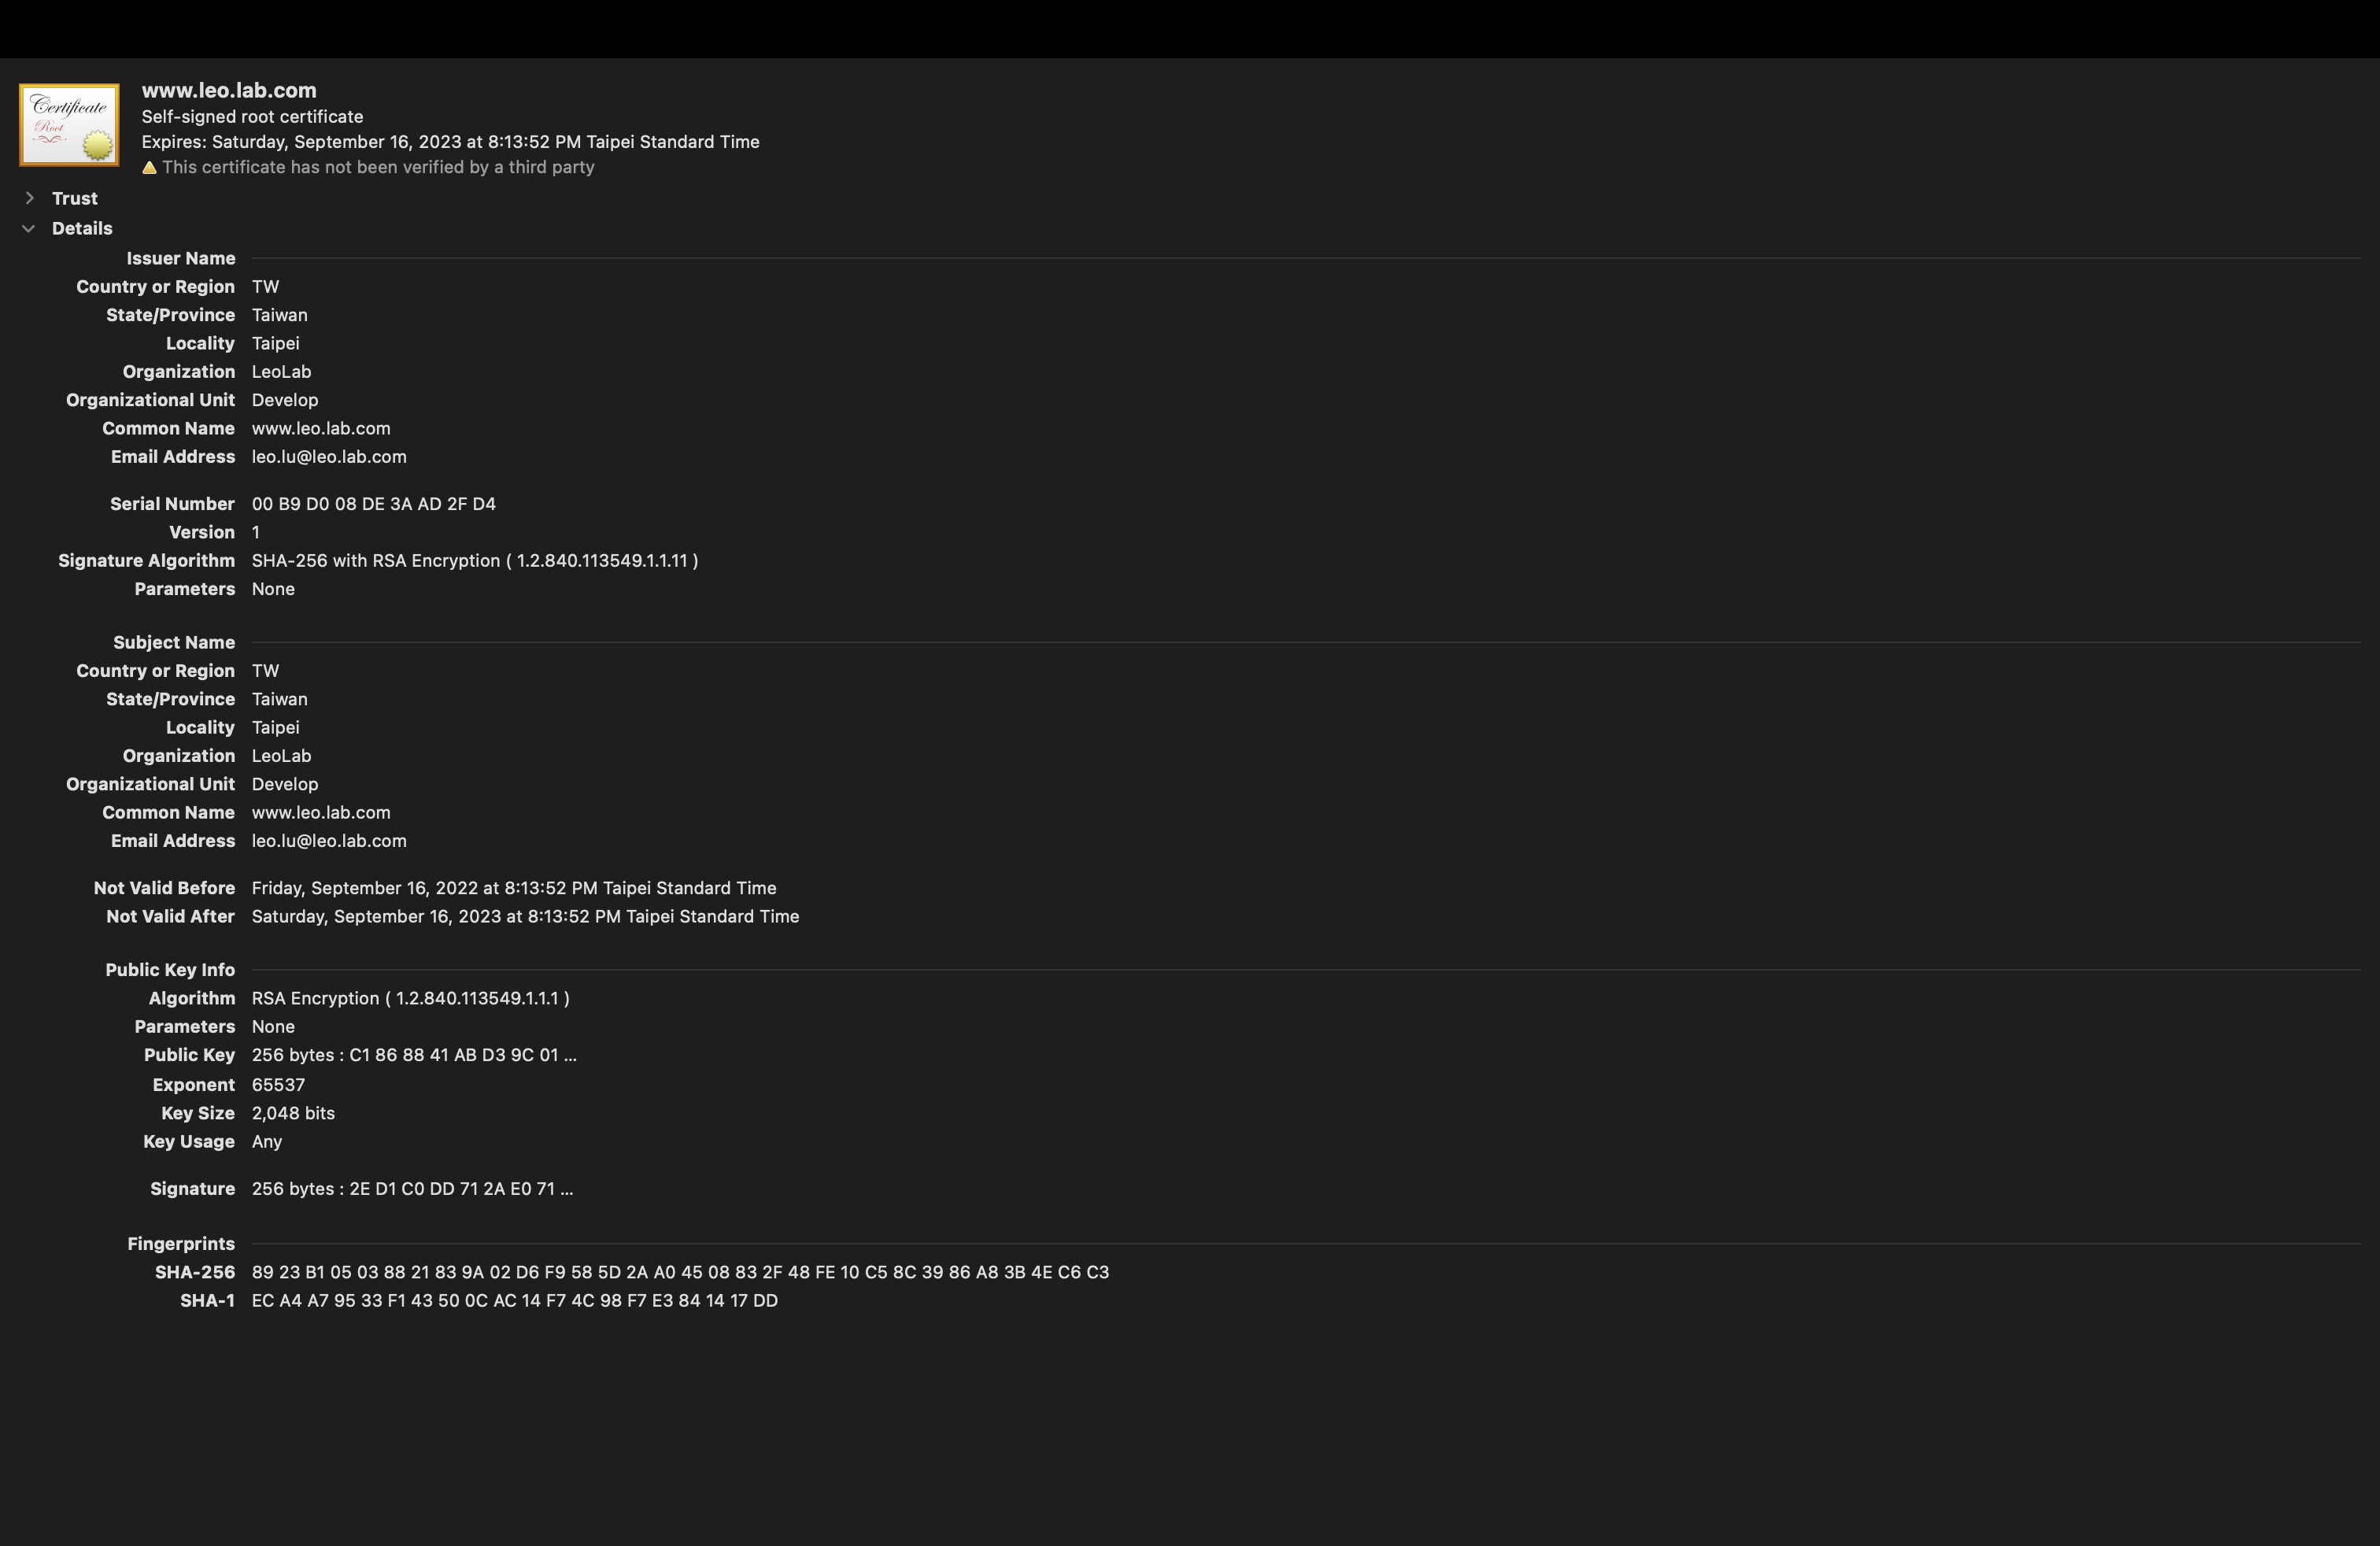 Certificate
Root
www.leo.lab.com
Self-signed root certificate
Expires: Saturday, September 16, 2023 at 8:13:52 PM Taipei Standard Time
This certificate has not been verified by a third party
Trust
Details
Issuer Name
Country or Region TW
State/Province Taiwan
Locality Taipei
Organization LeoLab
Organizational Unit Develop
Common Name www.leo.lab.com
Email Address leo.lu@leo.lab.com
Serial Number 00 B9 D0 08 DE 3A AD 2F D4
Version 1
Signature Algorithm SHA-256 with RSA Encryption ( 1.2.840.113549.1.1.11 )
Parameters None
Subject Name
Country or Region TW
State/Province Taiwan
Locality Taipei
Organization LeoLab
Organizational Unit Develop
Common Name www.leo.lab.com
Email Address leo.lu@leo.lab.com
Not Valid Before Friday, September 16, 2022 at 8:13:52 PM Taipei Standard Time
Not Valid After Saturday, September 16, 2023 at 8:13:52 PM Taipei Standard Time
Public Key Info
Algorithm RSA Encryption ( 1.2.840.113549.1.1.1 )
Parameters None
Public Key 256 bytes : C1 86 88 41 AB D3 9C 01 ...
Exponent 65537
Key Size 2,048 bits
Key Usage Any
Signature 256 bytes : 2E D1 C0 DD 71 2A E0 71 ...
Fingerprints
SHA-256 89 23 B1 05 03 88 21 83 9A 02 D6 F9 58 5D 2A A0 45 08 83 2F 48 FE 10 C5 8C 39 86 A8 3B 4E C6 C3
SHA-1 EC A4 A7 95 33 F1 43 50 0C AC 14 F7 4C 98 F7 E3 84 14 17 DD